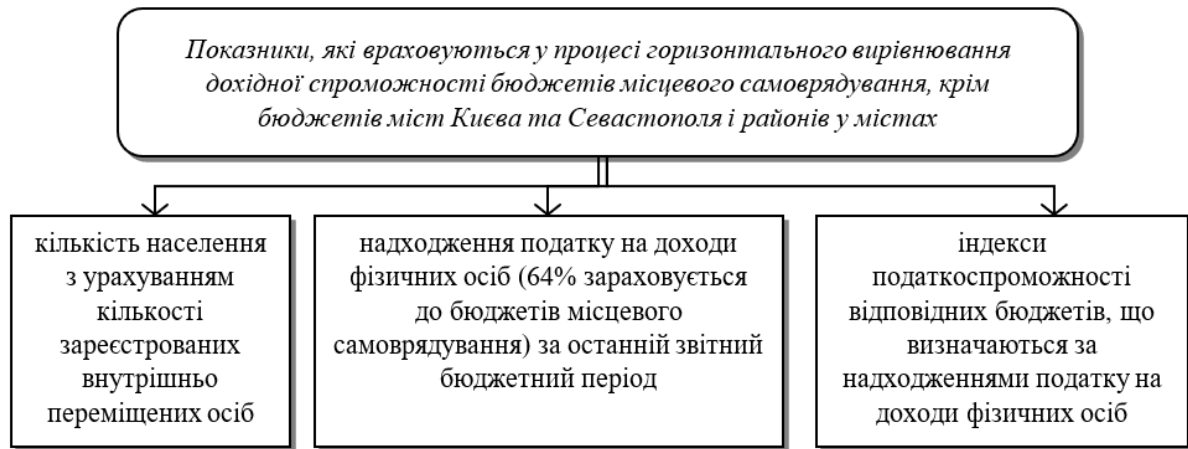 Показники, які враховуються у процесі горизонтального вирівнювання
дохідної спроможності бюджетів місцевого самоврядування, крім
бюджетів міст Києва та Севастополя і районів у містах
кількість населення
з урахуванням
кількості
зареєстрованих
внутрішньо
переміщених осіб
надходження податку на доходи
фізичних осіб (64% зараховується
до бюджетів місцевого
самоврядування) за останній звітний
бюджетний період
індекси
податкоспроможності
відповідних бюджетів, що
визначаються за
надходженнями податку на
доходи фізичних осіб